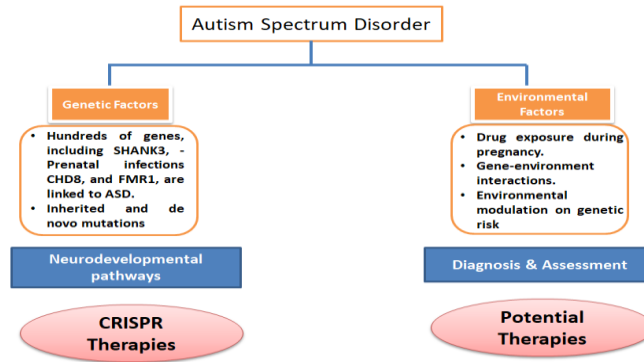 Autism Spectrum Disorder
Genetic Factors
• Hundreds of genes,
including SHANK3, -
Prenatal infections
CHD8, and FMR1, are
linked to ASD.
• Inherited and de
novo mutations
Neurodevelopmental
pathways
CRISPR
Therapies
Environmental
Factors
• Drug exposure during
pregnancy.
• Gene-environment
interactions.
• Environmental
modulation on genetic
risk
Diagnosis & Assessment
Potential
Therapies